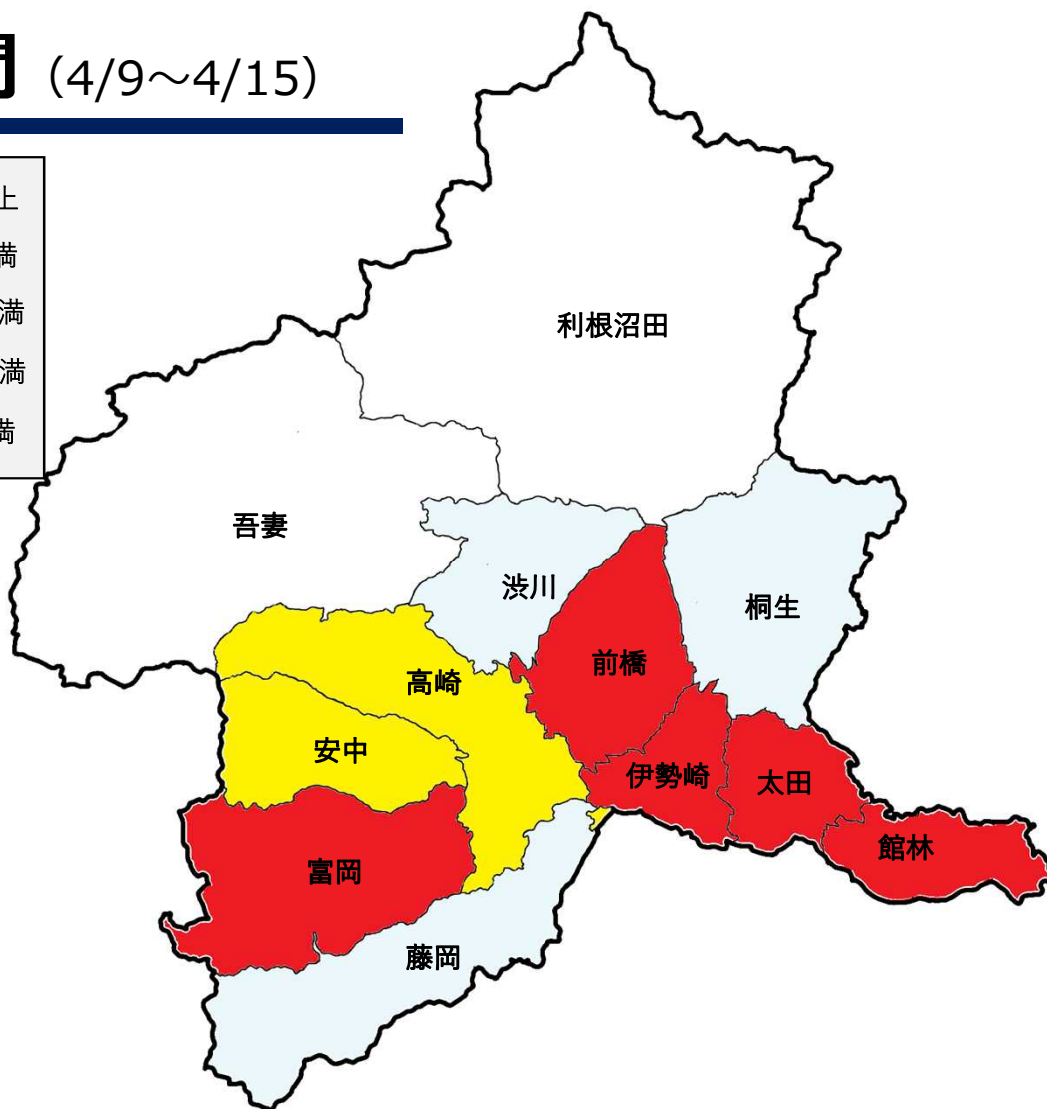 間 (4/9～4/15)
上
満
満
満
満
利根沼田
吾妻
渋川
桐生
前橋
高崎
安中
伊勢崎
太田
館林
富岡
藤岡